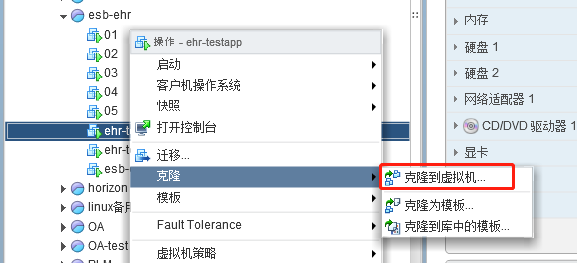 esb-ehr
01
02
03
04
05
ehr-te
ehr-te
esb-
horizon
linux备用
OA
OA-test
操作 - ehr-testapp
启动
客户机操作系统
快照
打开控制台
迁移...
克隆
模板
Fault Tolerance
虚拟机策略
克隆到虚拟机...
克隆为模板...
克隆到库中的模板...
内存
硬盘 1
硬盘 2
网络适配器 1
CD/DVD 驱动器 1
显卡